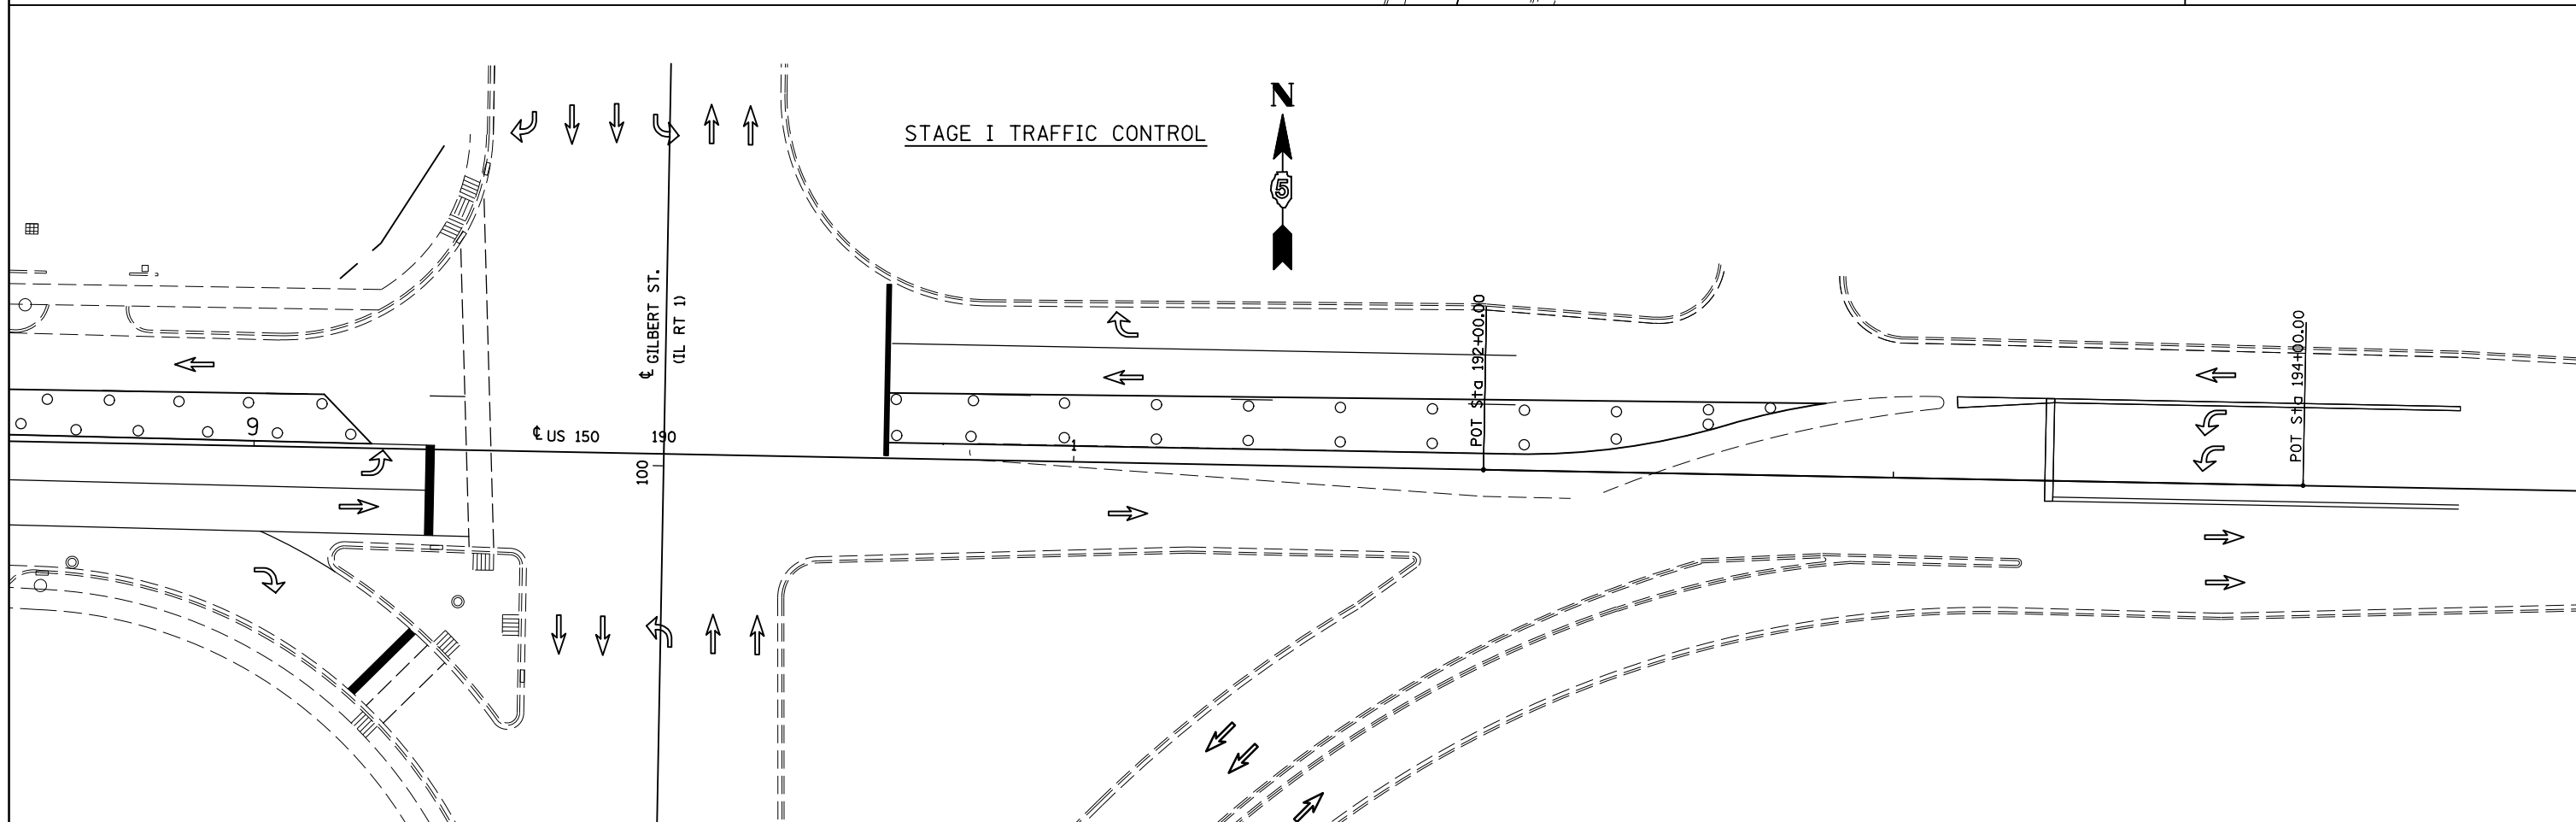 N
STAGE I TRAFFIC CONTROL
5
℄ GILBERT ST.
(IL RT 1)
POT Sta 192+00.00
POT Sta 194+00.00
9
℄ US 150
190
100
1